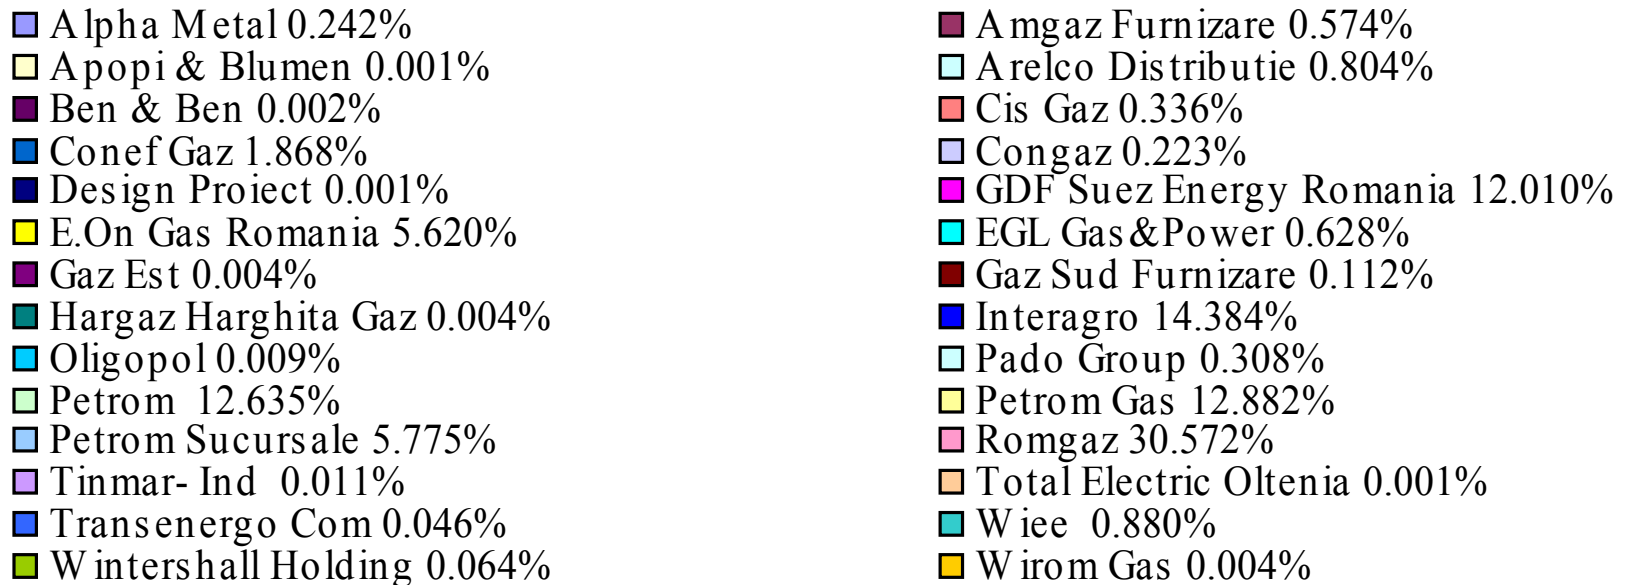 Alpha Metal 0.242%
Amgaz Furnizare 0.574%
Apopi & Blumen 0.001%
Arelco Distributie 0.804%
Ben & Ben 0.002%
Cis Gaz 0.336%
Conef Gaz 1.868%
Congaz 0.223%
Design Proiect 0.001%
GDF Suez Energy Romania 12.010%
E.On Gas Romania 5.620%
EGL Gas&Power 0.628%
Gaz Est 0.004%
Gaz Sud Furnizare 0.112%
Hargaz Harghita Gaz 0.004%
Interagro 14.384%
Oligopol 0.009%
Pado Group 0.308%
Petrom 12.635%
Petrom Gas 12.882%
Petrom Sucursale 5.775%
Romgaz 30.572%
Tinmar- Ind 0.011%
Total Electric Oltenia 0.001%
Transenergo Com 0.046%
Wiee 0.880%
Wintershall Holding 0.064%
Wirom Gas 0.004%